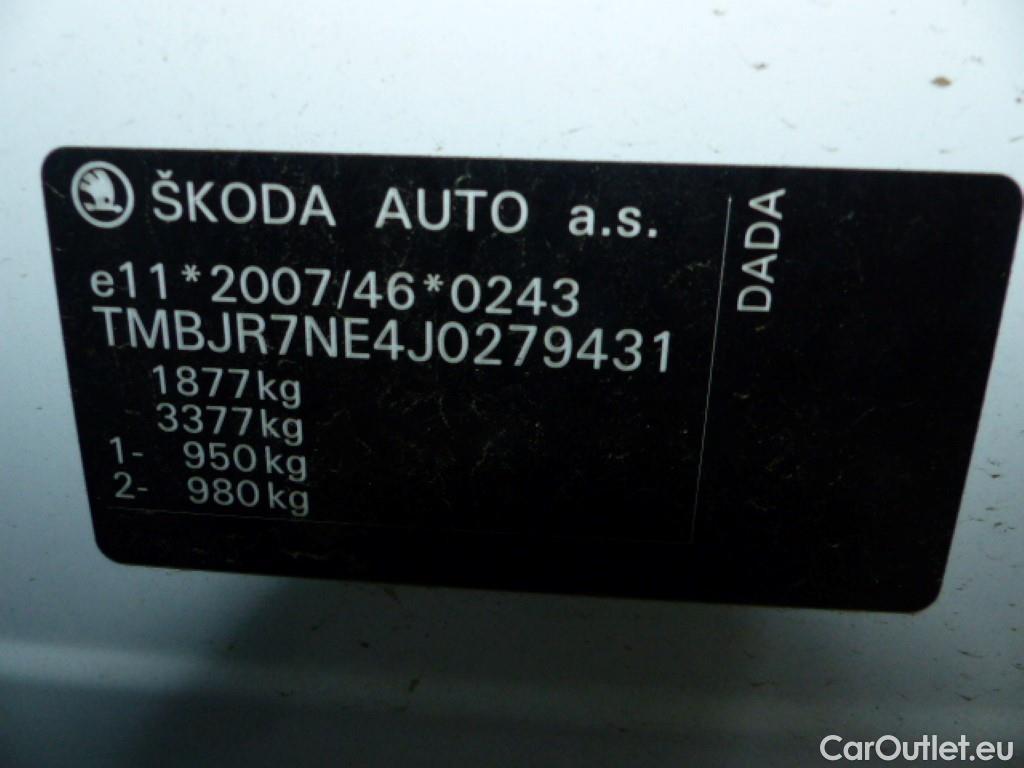 ŠKODA AUTO a.s.
e11*2007/46*0243
TMBJR7NE4J0279431
1877kg
3377kg
1- 950kg
2- 980kg
DADA
CarOutlet.eu